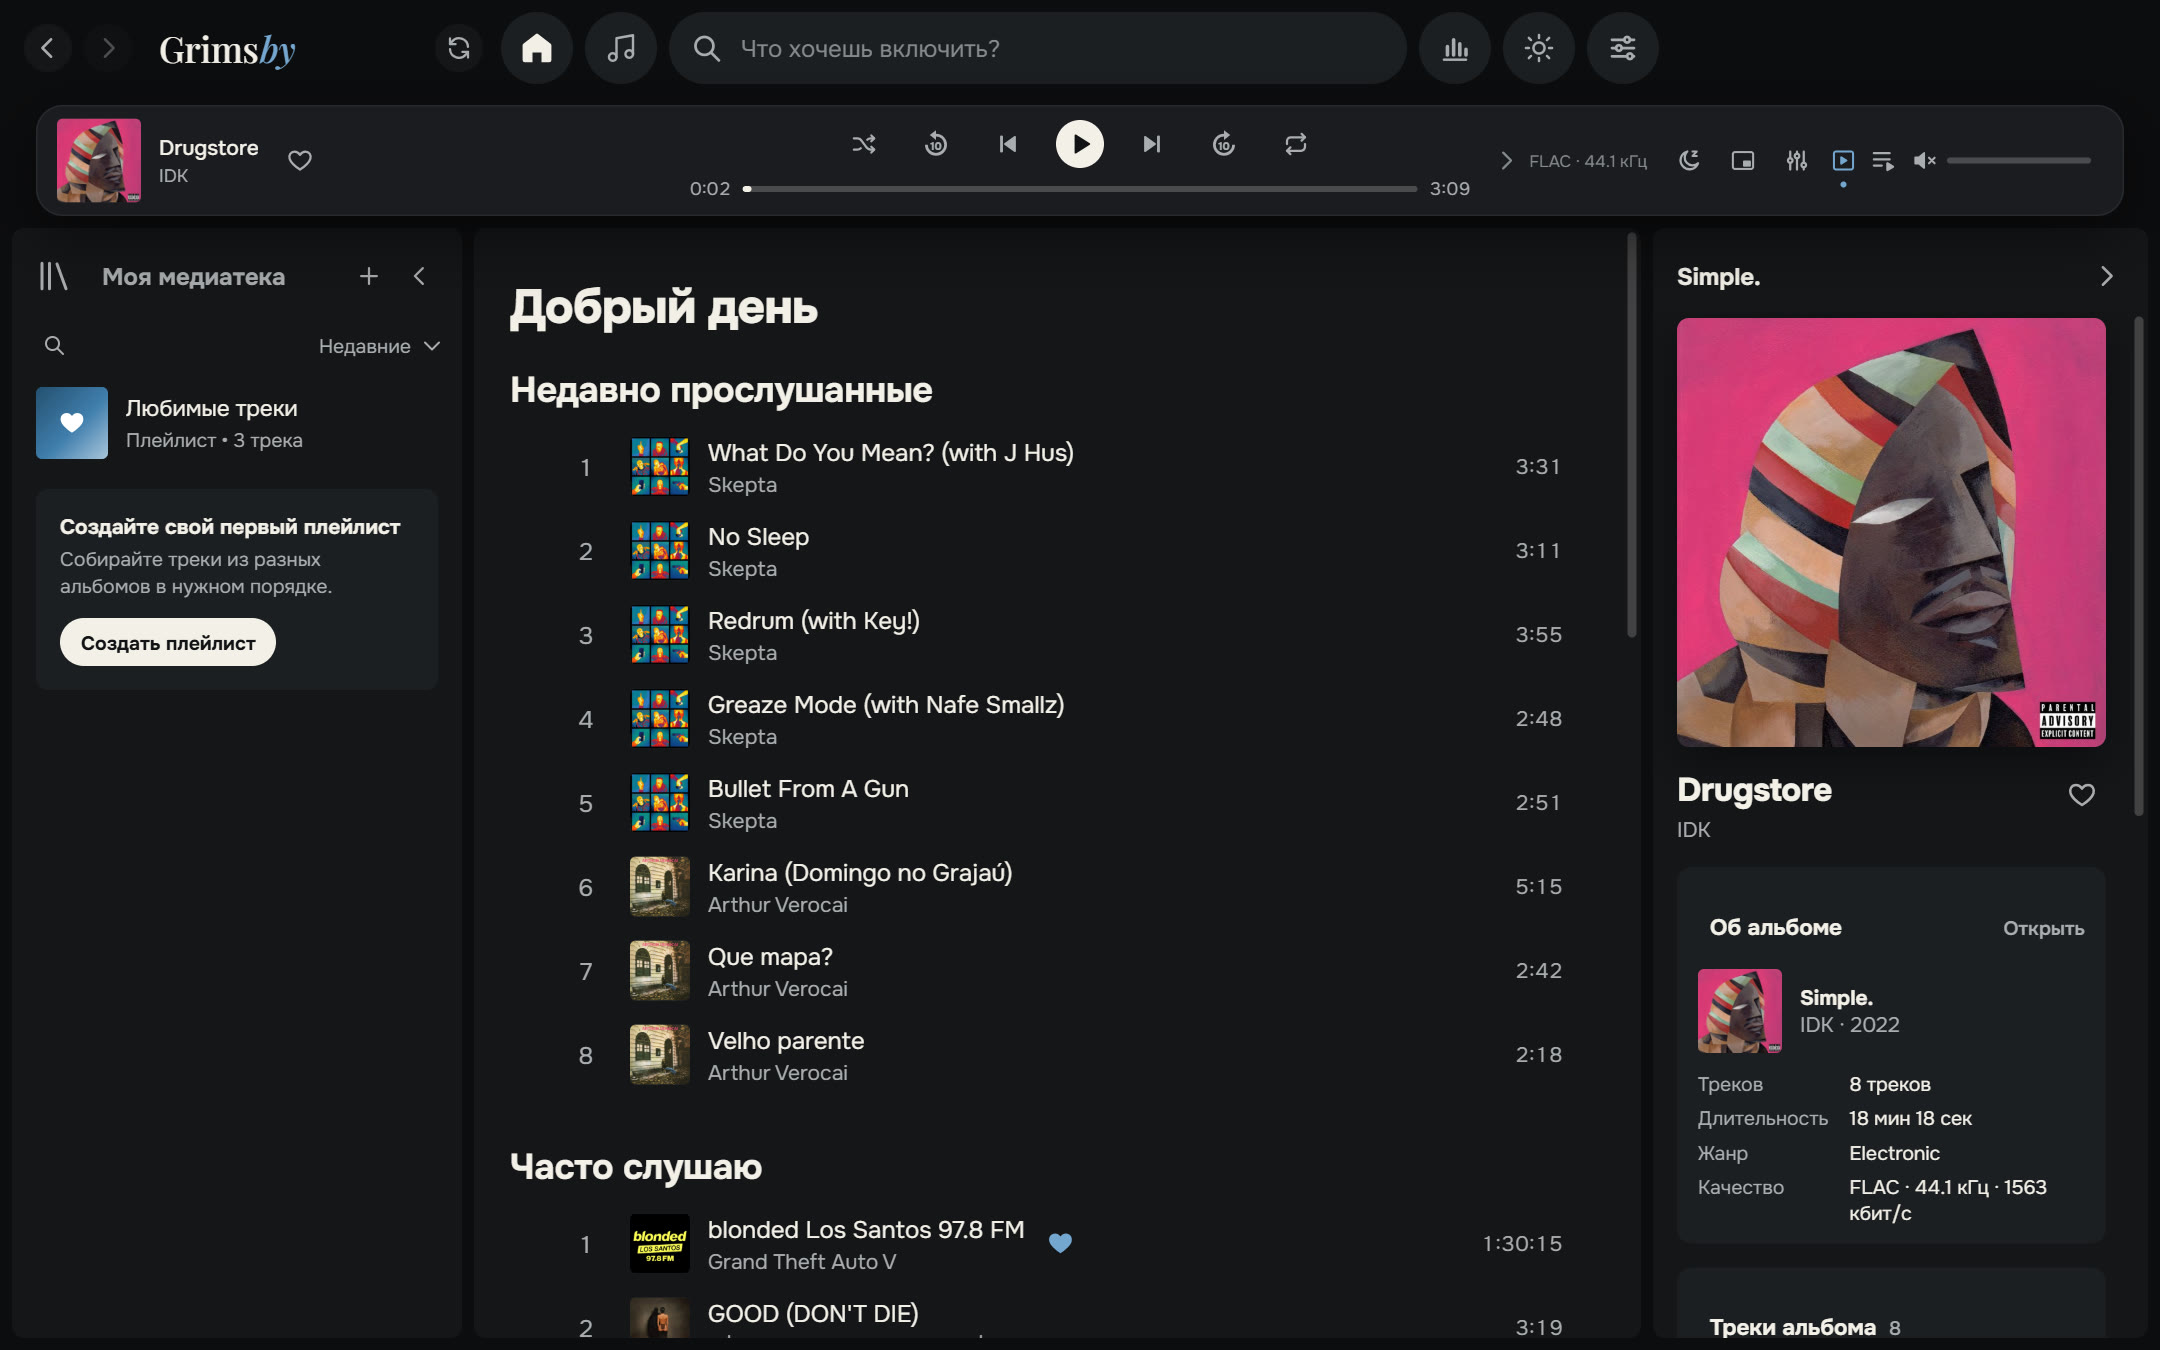 Grimsby
Что хочешь включить?
Drugstore
IDK
10
10
0:02
3:09
FLAC · 44.1 кГц
Моя медиатека
Недавние
Любимые треки
Плейлист • 3 трека
Создайте свой первый плейлист
Собирайте треки из разных
альбомов в нужном порядке.
Создать плейлист
Добрый день
Недавно прослушанные
1 What Do You Mean? (with J Hus) 3:31
Skepta
2 No Sleep 3:11
Skepta
3 Redrum (with Key!) 3:55
Skepta
4 Greaze Mode (with Nafe Smallz) 2:48
Skepta
5 Bullet From A Gun 2:51
Skepta
6 Karina (Domingo no Grajaú) 5:15
Arthur Verocai
7 Que mapa? 2:42
Arthur Verocai
8 Velho parente 2:18
Arthur Verocai
Часто слушаю
1 blonded Los Santos 97.8 FM 1:30:15
Grand Theft Auto V
blonded
LOS SANTOS
97.8 FM
2 GOOD (DON'T DIE) 3:19
Simple.
PARENTAL
ADVISORY
EXPLICIT CONTENT
Drugstore
IDK
Об альбоме
Открыть
Simple.
IDK · 2022
Треков 8 треков
Длительность 18 мин 18 сек
Жанр Electronic
Качество FLAC · 44.1 кГц · 1563
кбит/с
Треки альбома 8